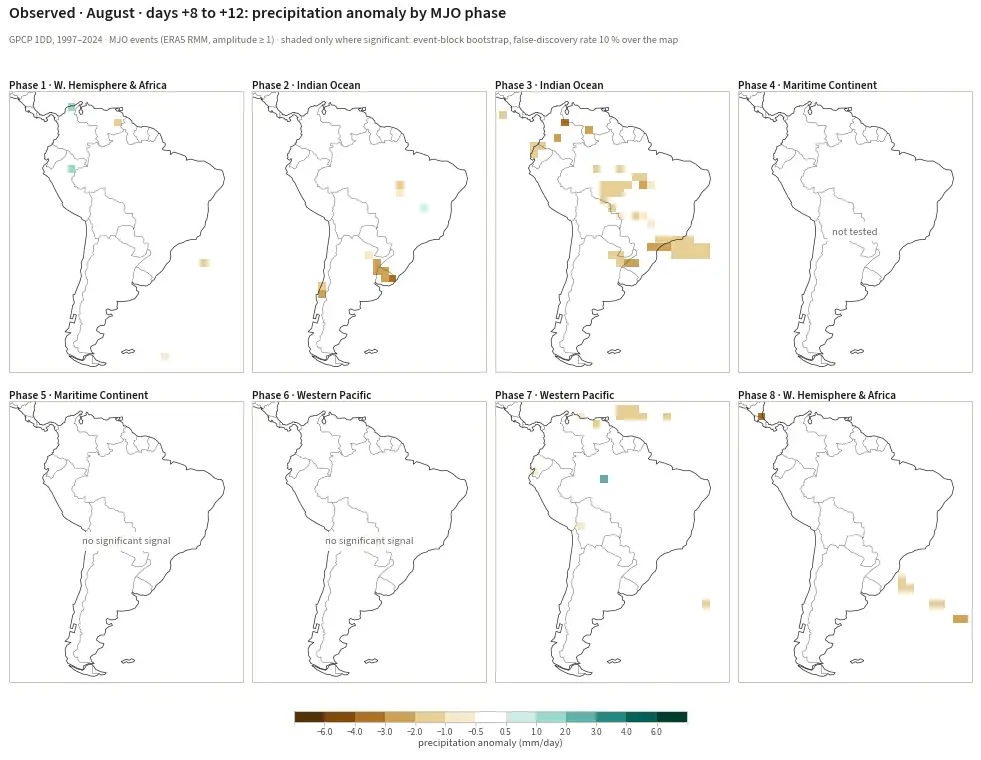 Observed · August · days +8 to +12: precipitation anomaly by MJO phase
GPCP 1DD, 1997–2024 · MJO events (ERA5 RMM, amplitude ≥ 1) · shaded only where significant: event-block bootstrap, false-discovery rate 10 % over the map
Phase 1 · W. Hemisphere & Africa
Phase 2 · Indian Ocean
Phase 3 · Indian Ocean
Phase 4 · Maritime Continent
not tested
Phase 5 · Maritime Continent
Phase 6 · Western Pacific
Phase 7 · Western Pacific
Phase 8 · W. Hemisphere & Africa
no significant signal
no significant signal
−6.0 −4.0 −3.0 −2.0 −1.0 −0.5 0.5 1.0 2.0 3.0 4.0 6.0
precipitation anomaly (mm/day)